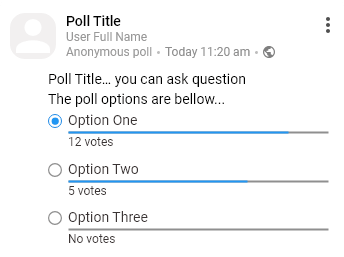 Poll Title
User Full Name
Anonymous poll • Today 11:20 am •
Poll Title... you can ask question
The poll options are bellow...
Option One
12 votes
Option Two
5 votes
Option Three
No votes